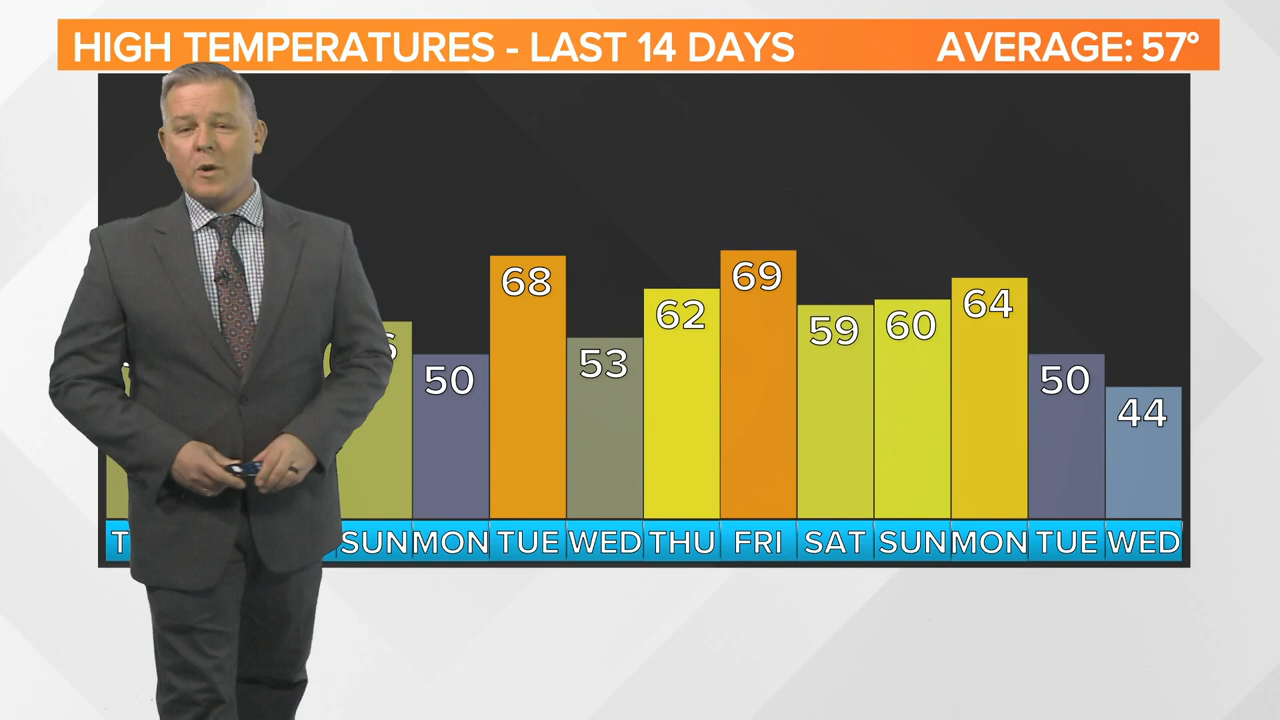 HIGH TEMPERATURES - LAST 14 DAYS AVERAGE: 57°
68 69
62 64
53 59 60
50 50
44
SUN MON TUE WED THU FRI SAT SUN MON TUE WED